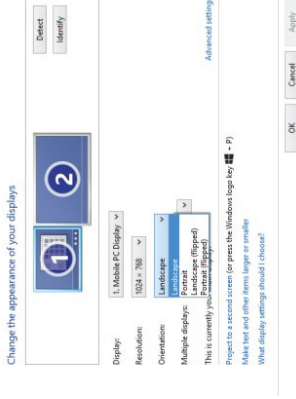 Change the appearance of your displays
Detect
Identify
1
2
Display: 1. Mobile PC Display
Resolution: 1024 × 768
Orientation: Landscape
Landscape
Portrait
Landscape (flipped)
Portrait (flipped)
Multiple displays:
This is currently your
Advanced settings
Project to a second screen (or press the Windows logo key - P)
Make text and other items larger or smaller
What display settings should I choose?
OK Cancel Apply